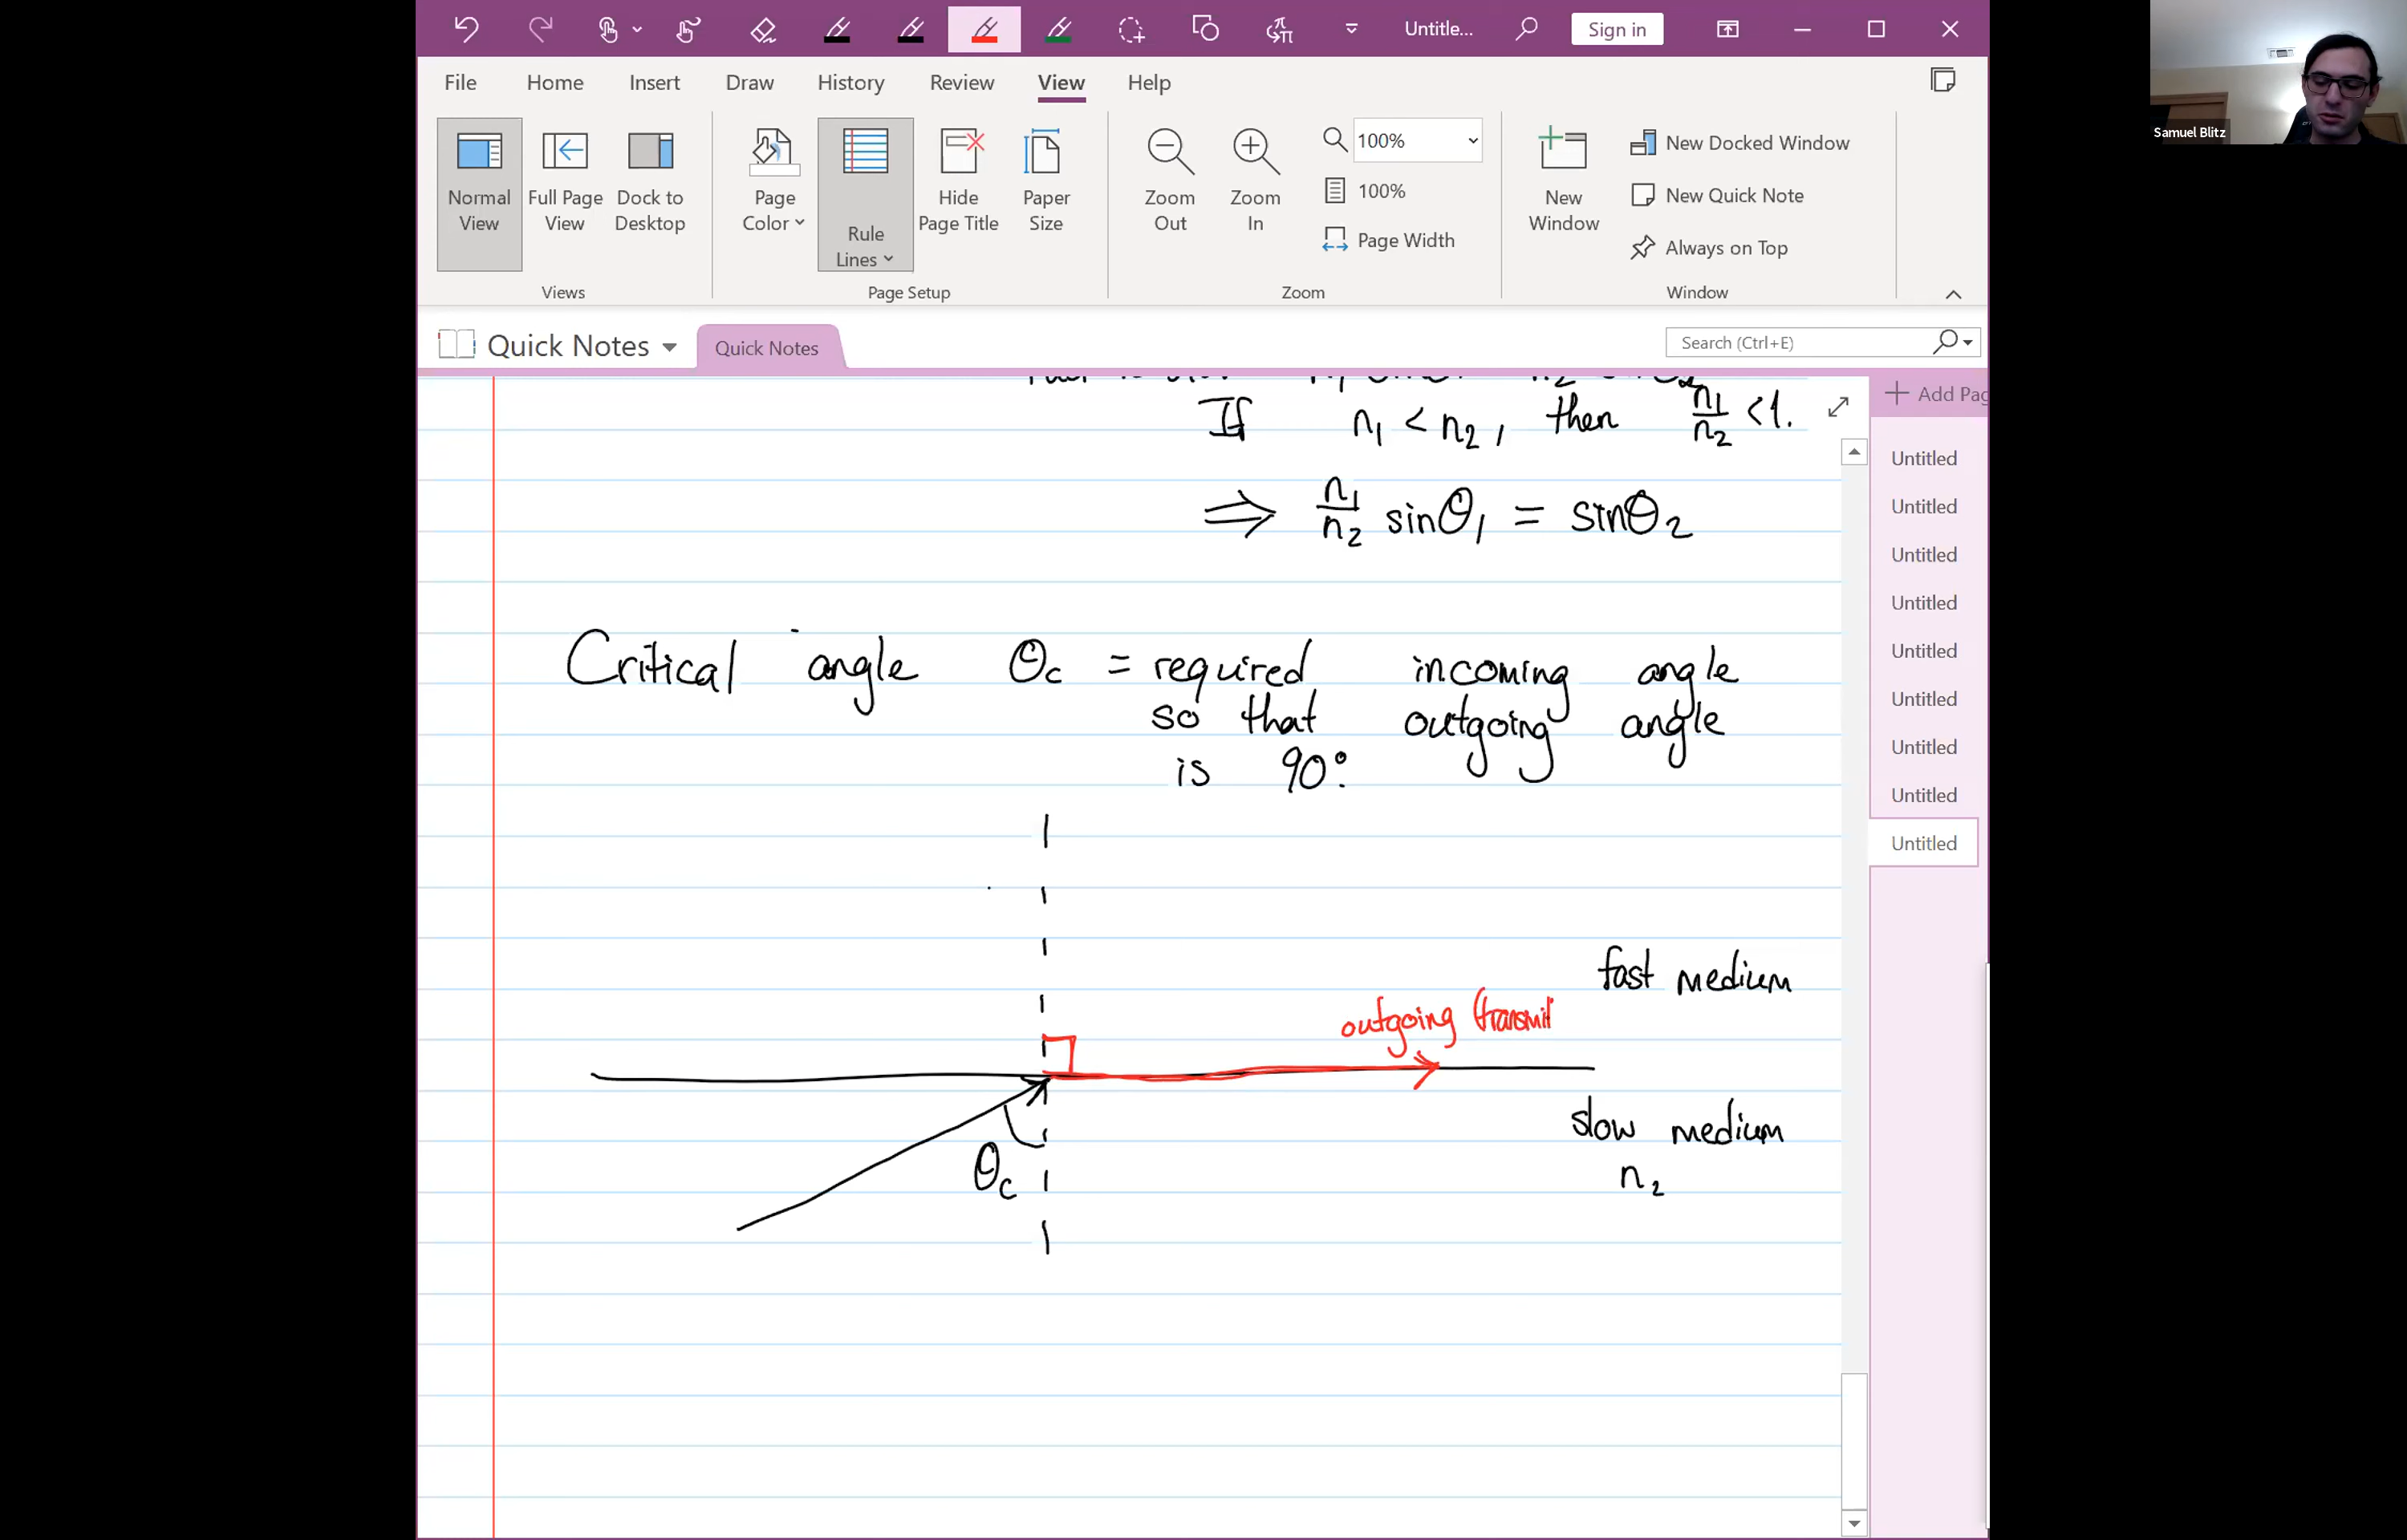 Untitle...
Sign in
File Home Insert Draw History Review View Help
Normal View
Full Page View
Dock to Desktop
Page Color
Rule Lines
Hide Page Title
Paper Size
Zoom Out
Zoom In
100%
100%
Page Width
New Window
New Docked Window
New Quick Note
Always on Top
Views Page Setup Zoom Window
Quick Notes
Quick Notes
Search (Ctrl+E)
Add Pag
Untitled
Untitled
Untitled
Untitled
Untitled
Untitled
Untitled
Untitled
Untitled
If n₁ < n₂, then n₁/n₂ < 1.
⇒ n₁/n₂ sinθ₁ = sinθ₂
Critical angle θc = required incoming angle
so that outgoing angle
is 90°.
fast medium
outgoing (transmit
slow medium
n₂
θc
Samuel Blitz